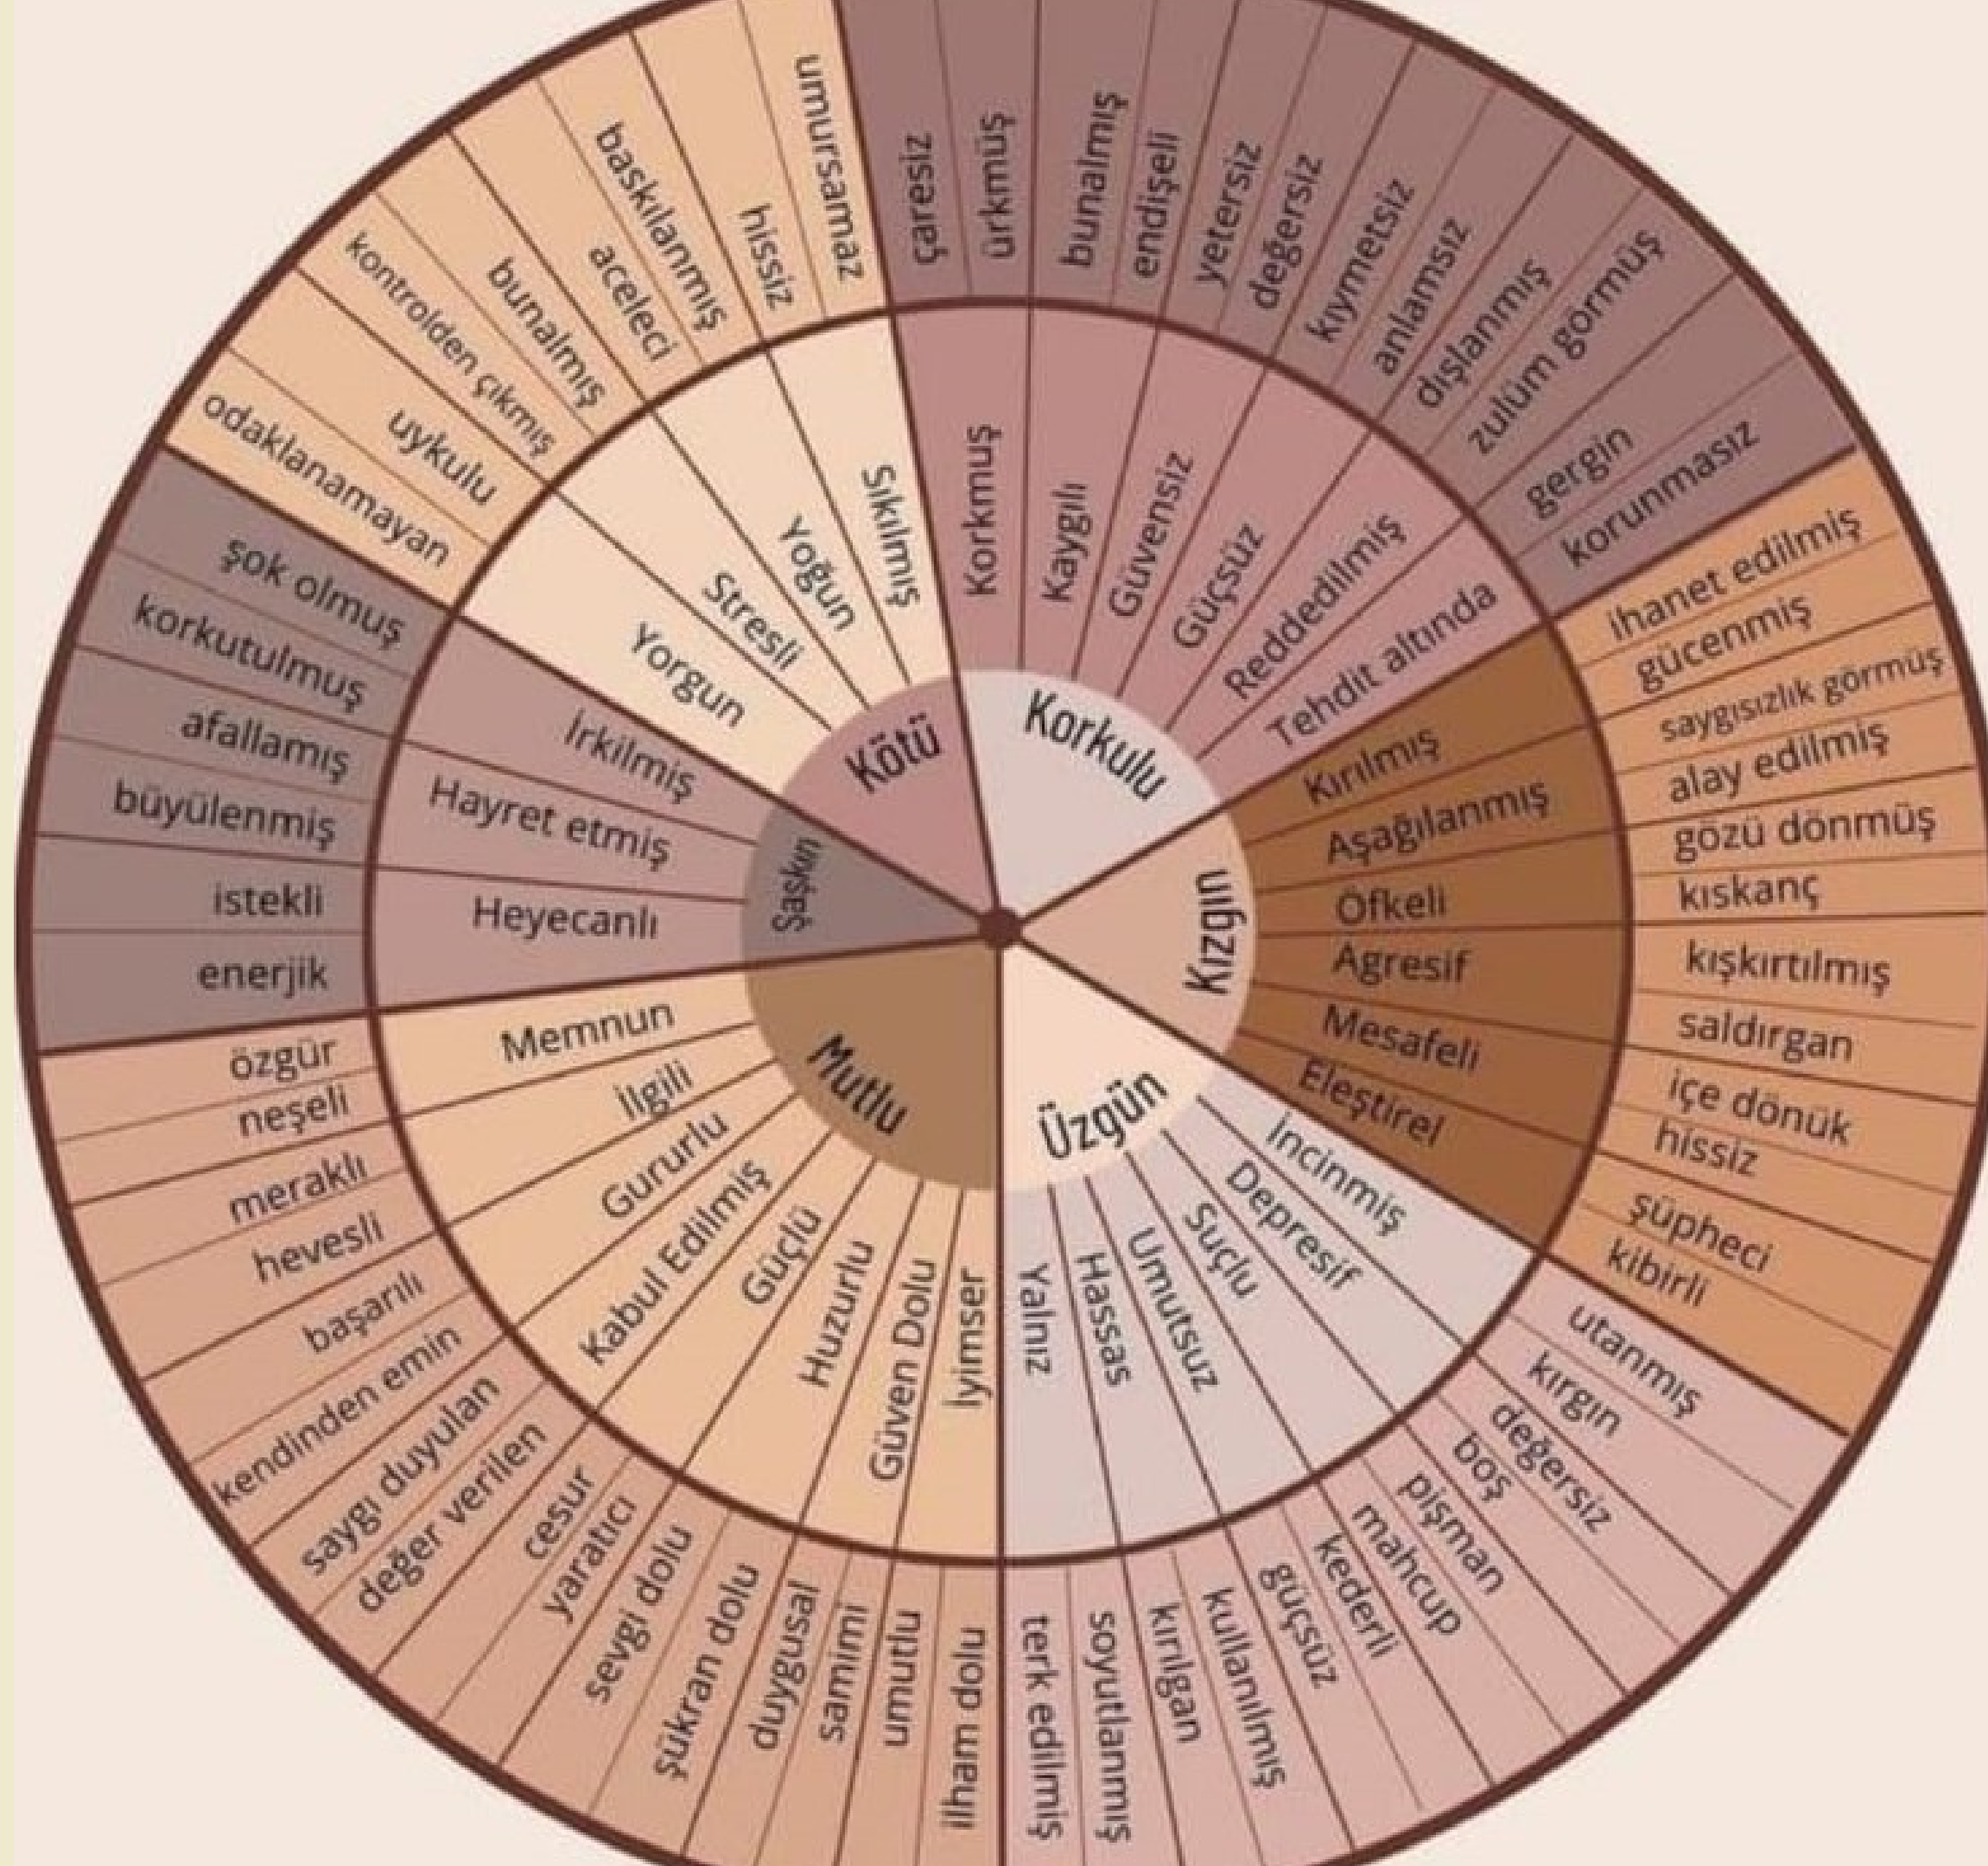 Korkulu
Korkmuş
çaresiz
ürkmüş
Kaygılı
bunalmış
endişeli
Güvensiz
yetersiz
değersiz
Güçsüz
kıymetsiz
anlamsız
Reddedilmiş
dışlanmış
zulüm görmüş
Tehdit altında
gergin
korunmasız
Kızgın
Kırılmış
ihanet edilmiş
gücenmiş
Aşağılanmış
saygısızlık görmüş
alay edilmiş
Öfkeli
gözü dönmüş
kıskanç
Agresif
kışkırtılmış
saldırgan
Mesafeli
içe dönük
hissiz
Eleştirel
şüpheci
kibirli
Üzgün
İncinmiş
utanmış
kırgın
Depresif
değersiz
boş
Suçlu
pişman
mahcup
Umutsuz
kederli
güçsüz
Hassas
kullanılmış
kırılgan
Yalnız
soyutlanmış
terk edilmiş
Mutlu
İyimser
ilham dolu
umutlu
Güven Dolu
samimi
duygusal
Huzurlu
şükran dolu
sevgi dolu
Güçlü
yaratıcı
cesur
Kabul Edilmiş
değer verilen
saygı duyulan
Gururlu
kendinden emin
başarılı
İlgili
hevesli
meraklı
Memnun
neşeli
özgür
Şaşkın
Heyecanlı
enerjik
istekli
Hayret etmiş
büyülenmiş
afallamış
İrkilmiş
korkutulmuş
şok olmuş
Kötü
Yorgun
odaklanamayan
uykulu
Stresli
kontrolden çıkmış
bunalmış
Yoğun
aceleci
baskılanmış
Sıkılmış
hissiz
umursamaz